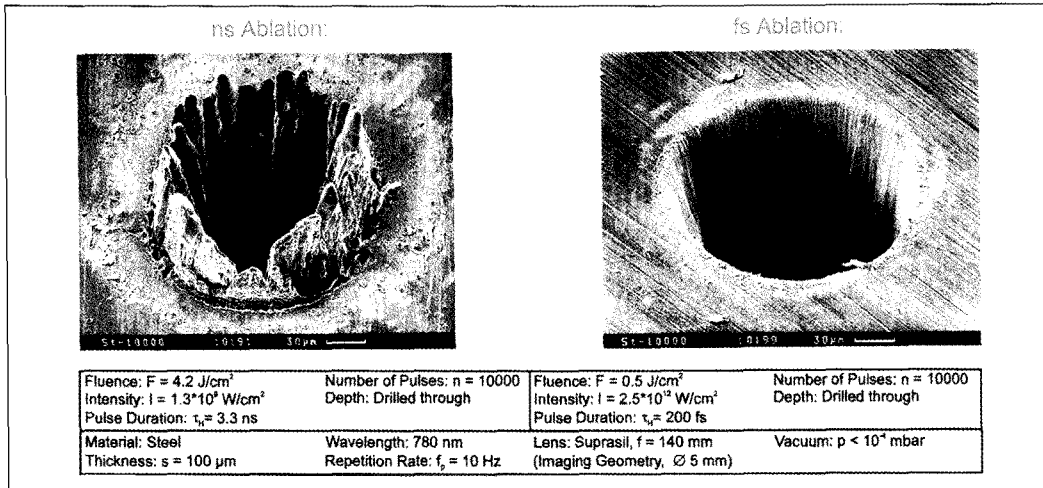 ns Ablation:
fs Ablation:
St-10000 10191 30µm
St-10000 10199 30µm
Fluence: F = 4.2 J/cm²
Intensity: I = 1.3*10⁹ W/cm²
Pulse Duration: τH= 3.3 ns
Number of Pulses: n = 10000
Depth: Drilled through
Fluence: F = 0.5 J/cm²
Intensity: I = 2.5*10¹² W/cm²
Pulse Duration: τH= 200 fs
Number of Pulses: n = 10000
Depth: Drilled through
Material: Steel
Thickness: s = 100 µm
Wavelength: 780 nm
Repetition Rate: fp = 10 Hz
Lens: Suprasil, f = 140 mm
(Imaging Geometry, Ø 5 mm)
Vacuum: p < 10⁻⁴ mbar